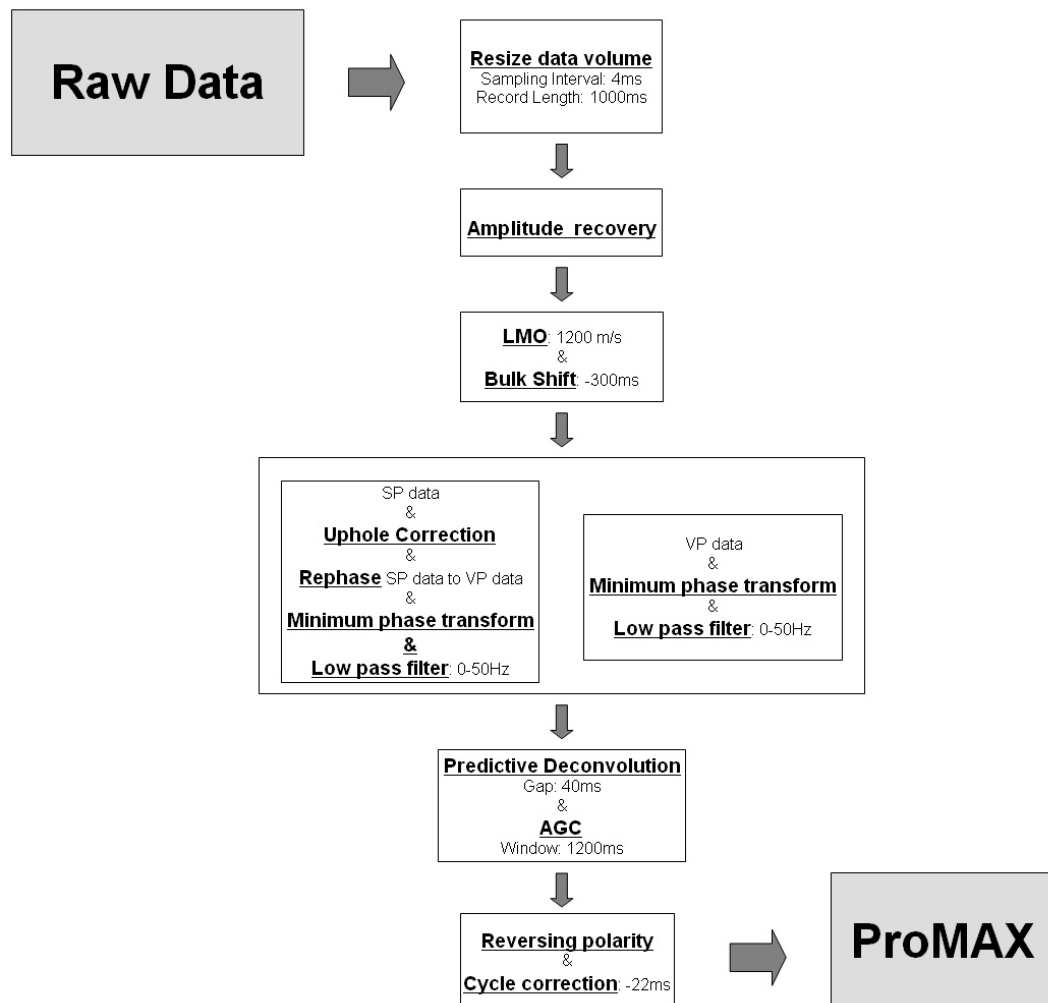 Raw Data
Resize data volume
Sampling Interval: 4ms
Record Length: 1000ms
Amplitude recovery
LMO: 1200 m/s
&
Bulk Shift: -300ms
SP data
&
Uphole Correction
&
Rephase SP data to VP data
&
Minimum phase transform
&
Low pass filter: 0-50Hz
VP data
&
Minimum phase transform
&
Low pass filter: 0-50Hz
Predictive Deconvolution
Gap: 40ms
&
AGC
Window: 1200ms
Reversing polarity
&
Cycle correction: -22ms
ProMAX